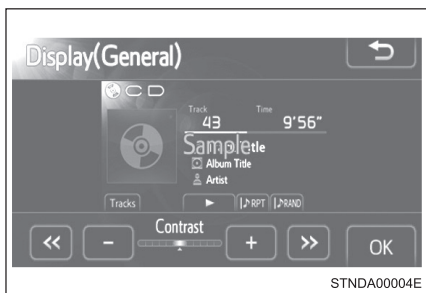 Display(General)
CD
Track Time
43 9'56"
Sample
Album Title
Artist
Tracks RPT RAND
Contrast
OK
STNDA00004E